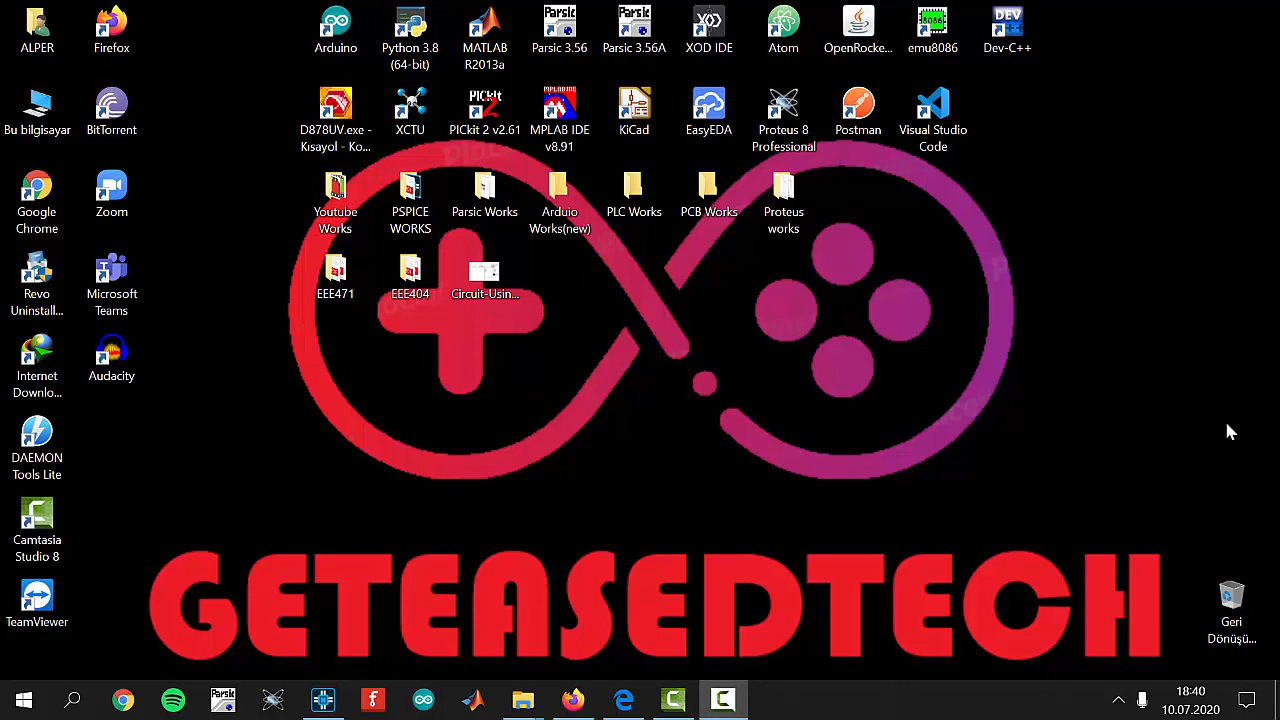 ALPER
Firefox
Arduino
Python 3.8
(64-bit)
MATLAB
R2013a
Parsic 3.56
Parsic 3.56A
XOD IDE
Atom
OpenRocke...
emu8086
Dev-C++
Bu bilgisayar
BitTorrent
D878UV.exe -
Kısayol - Ko...
XCTU
PICkit 2 v2.61
MPLAB IDE
v8.91
KiCad
EasyEDA
Proteus 8
Professional
Postman
Visual Studio
Code
Google
Chrome
Zoom
Youtube
Works
PSPICE
WORKS
Parsic Works
Arduio
Works(new)
PLC Works
PCB Works
Proteus
works
Revo
Uninstall...
Microsoft
Teams
EEE471
EEE404
Circuit-Usin...
Internet
Downlo...
Audacity
DAEMON
Tools Lite
Camtasia
Studio 8
TeamViewer
GETEASEDTECH
Geri
Dönüşü...
18:40
10.07.2020